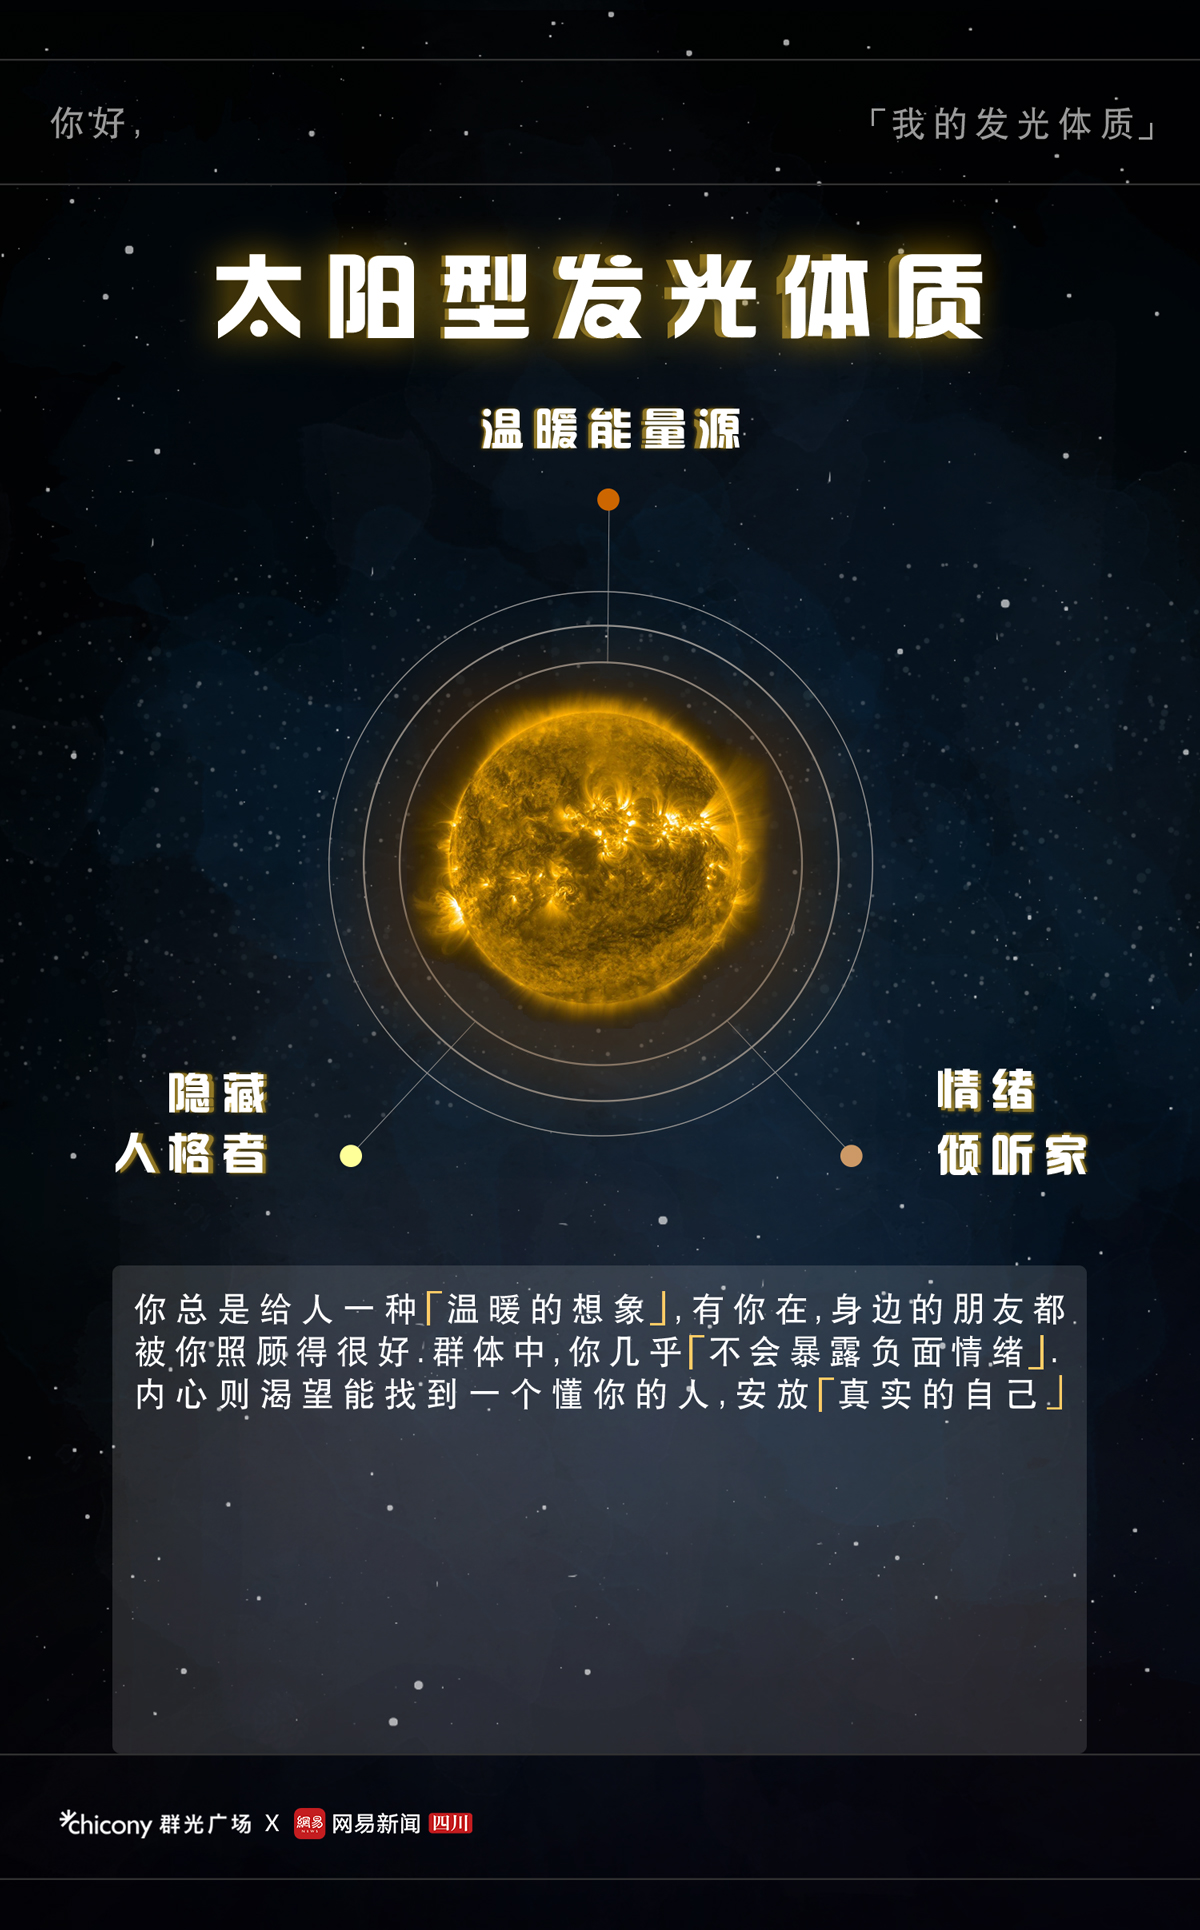 你好,
「我的发光体质」
太阳型发光体质
温暖能量源
隐藏
人格者
情绪
倾听家
你总是给人一种「温暖的想象」,有你在,身边的朋友都
被你照顾得很好.群体中,你几乎「不会暴露负面情绪」.
内心则渴望能找到一个懂你的人,安放「真实的自己」
chicony 群光广场 X 網易 NEWS 网易新闻 四川